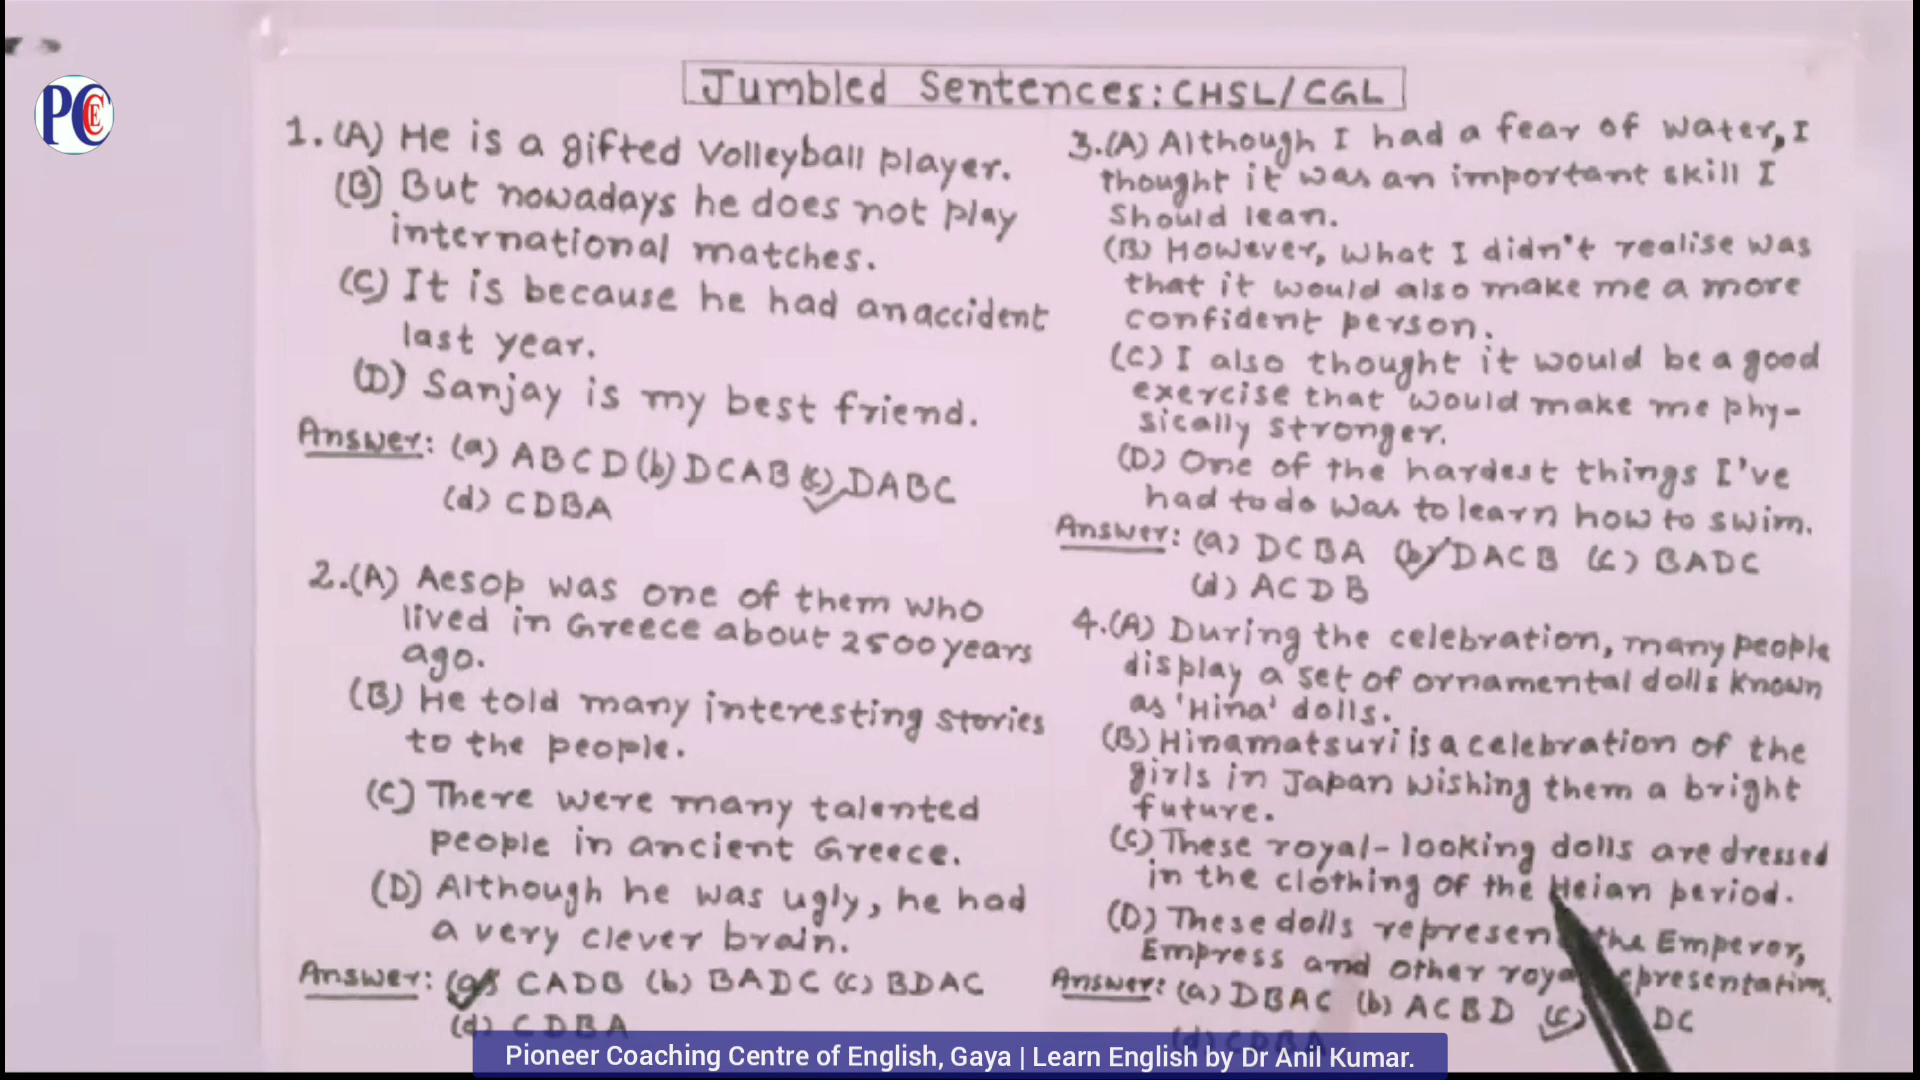 PCCE
Jumbled Sentences: CHSL/CGL
1. (A) He is a gifted Volleyball player.
(B) But nowadays he does not play
international matches.
(C) It is because he had an accident
last year.
(D) Sanjay is my best friend.
Answer: (a) ABCD (b) DCAB (c) DABC
(d) CDBA
2. (A) Aesop was one of them who
lived in Greece about 2500 years
ago.
(B) He told many interesting stories
to the people.
(C) There were many talented
people in ancient Greece.
(D) Although he was ugly, he had
a very clever brain.
Answer: (a) CADB (b) BADC (c) BDAC
(d) CDBA
3. (A) Although I had a fear of water, I
thought it was an important skill I
should lean.
(B) However, what I didn't realise was
that it would also make me a more
confident person.
(C) I also thought it would be a good
exercise that would make me phy-
sically stronger.
(D) One of the hardest things I've
had to do was to learn how to swim.
Answer: (a) DCBA (b) DACB (c) BADC
(d) ACDB
4. (A) During the celebration, many people
display a set of ornamental dolls known
as 'Hina' dolls.
(B) Hinamatsuri is a celebration of the
girls in Japan wishing them a bright
future.
(C) These royal-looking dolls are dressed
in the clothing of the Heian period.
(D) These dolls represent the Emperor,
Empress and other
Answer: (a) DBAC (b) ACBD (c) DC
(d) CDBA
Pioneer Coaching Centre of English, Gaya | Learn English by Dr Anil Kumar.